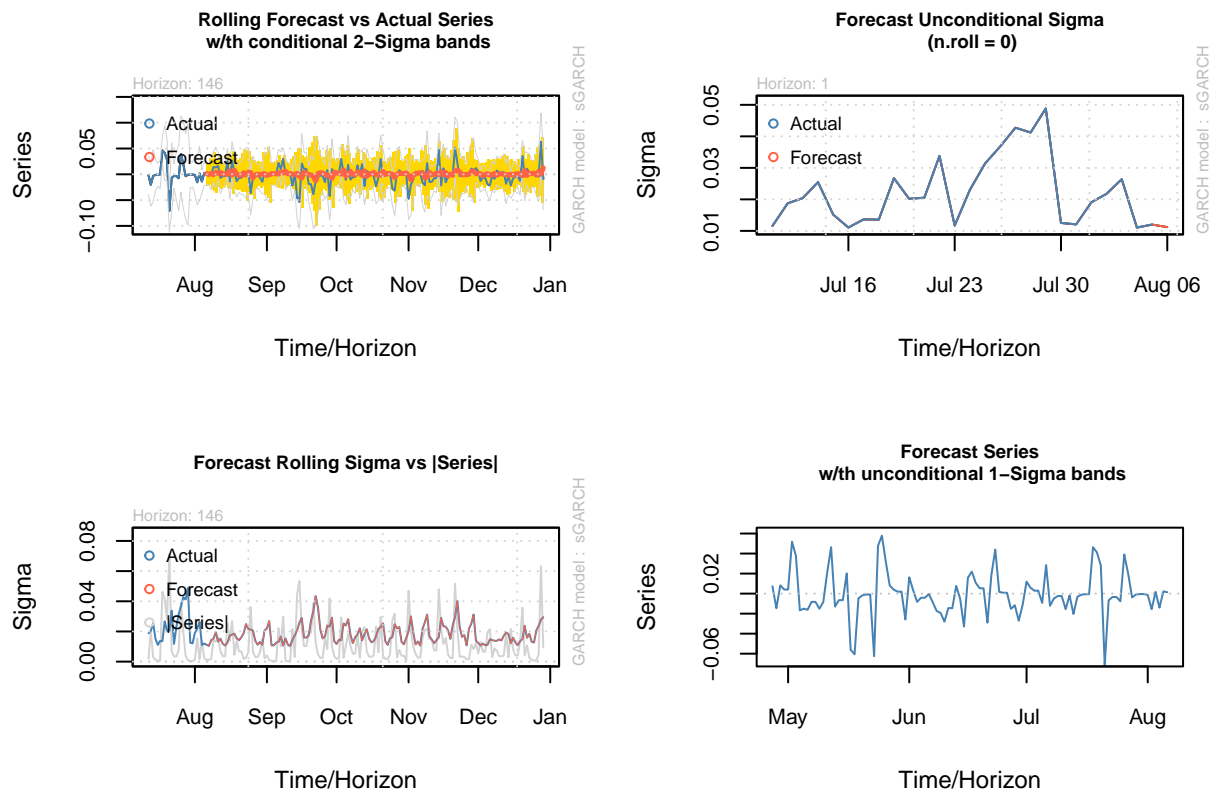 Rolling Forecast vs Actual Series
w/th conditional 2−Sigma bands
Horizon: 146
Actual
Forecast
Series
0.05
−0.10
Aug Sep Oct Nov Dec Jan
Time/Horizon
GARCH model : sGARCH
Forecast Unconditional Sigma
(n.roll = 0)
Horizon: 1
Actual
Forecast
Sigma
0.05
0.03
0.01
Jul 16 Jul 23 Jul 30 Aug 06
Time/Horizon
GARCH model : sGARCH
Forecast Rolling Sigma vs |Series|
Horizon: 146
Actual
Forecast
|Series|
Sigma
0.08
0.04
0.00
Aug Sep Oct Nov Dec Jan
Time/Horizon
GARCH model : sGARCH
Forecast Series
w/th unconditional 1−Sigma bands
Series
0.02
−0.06
May Jun Jul Aug
Time/Horizon